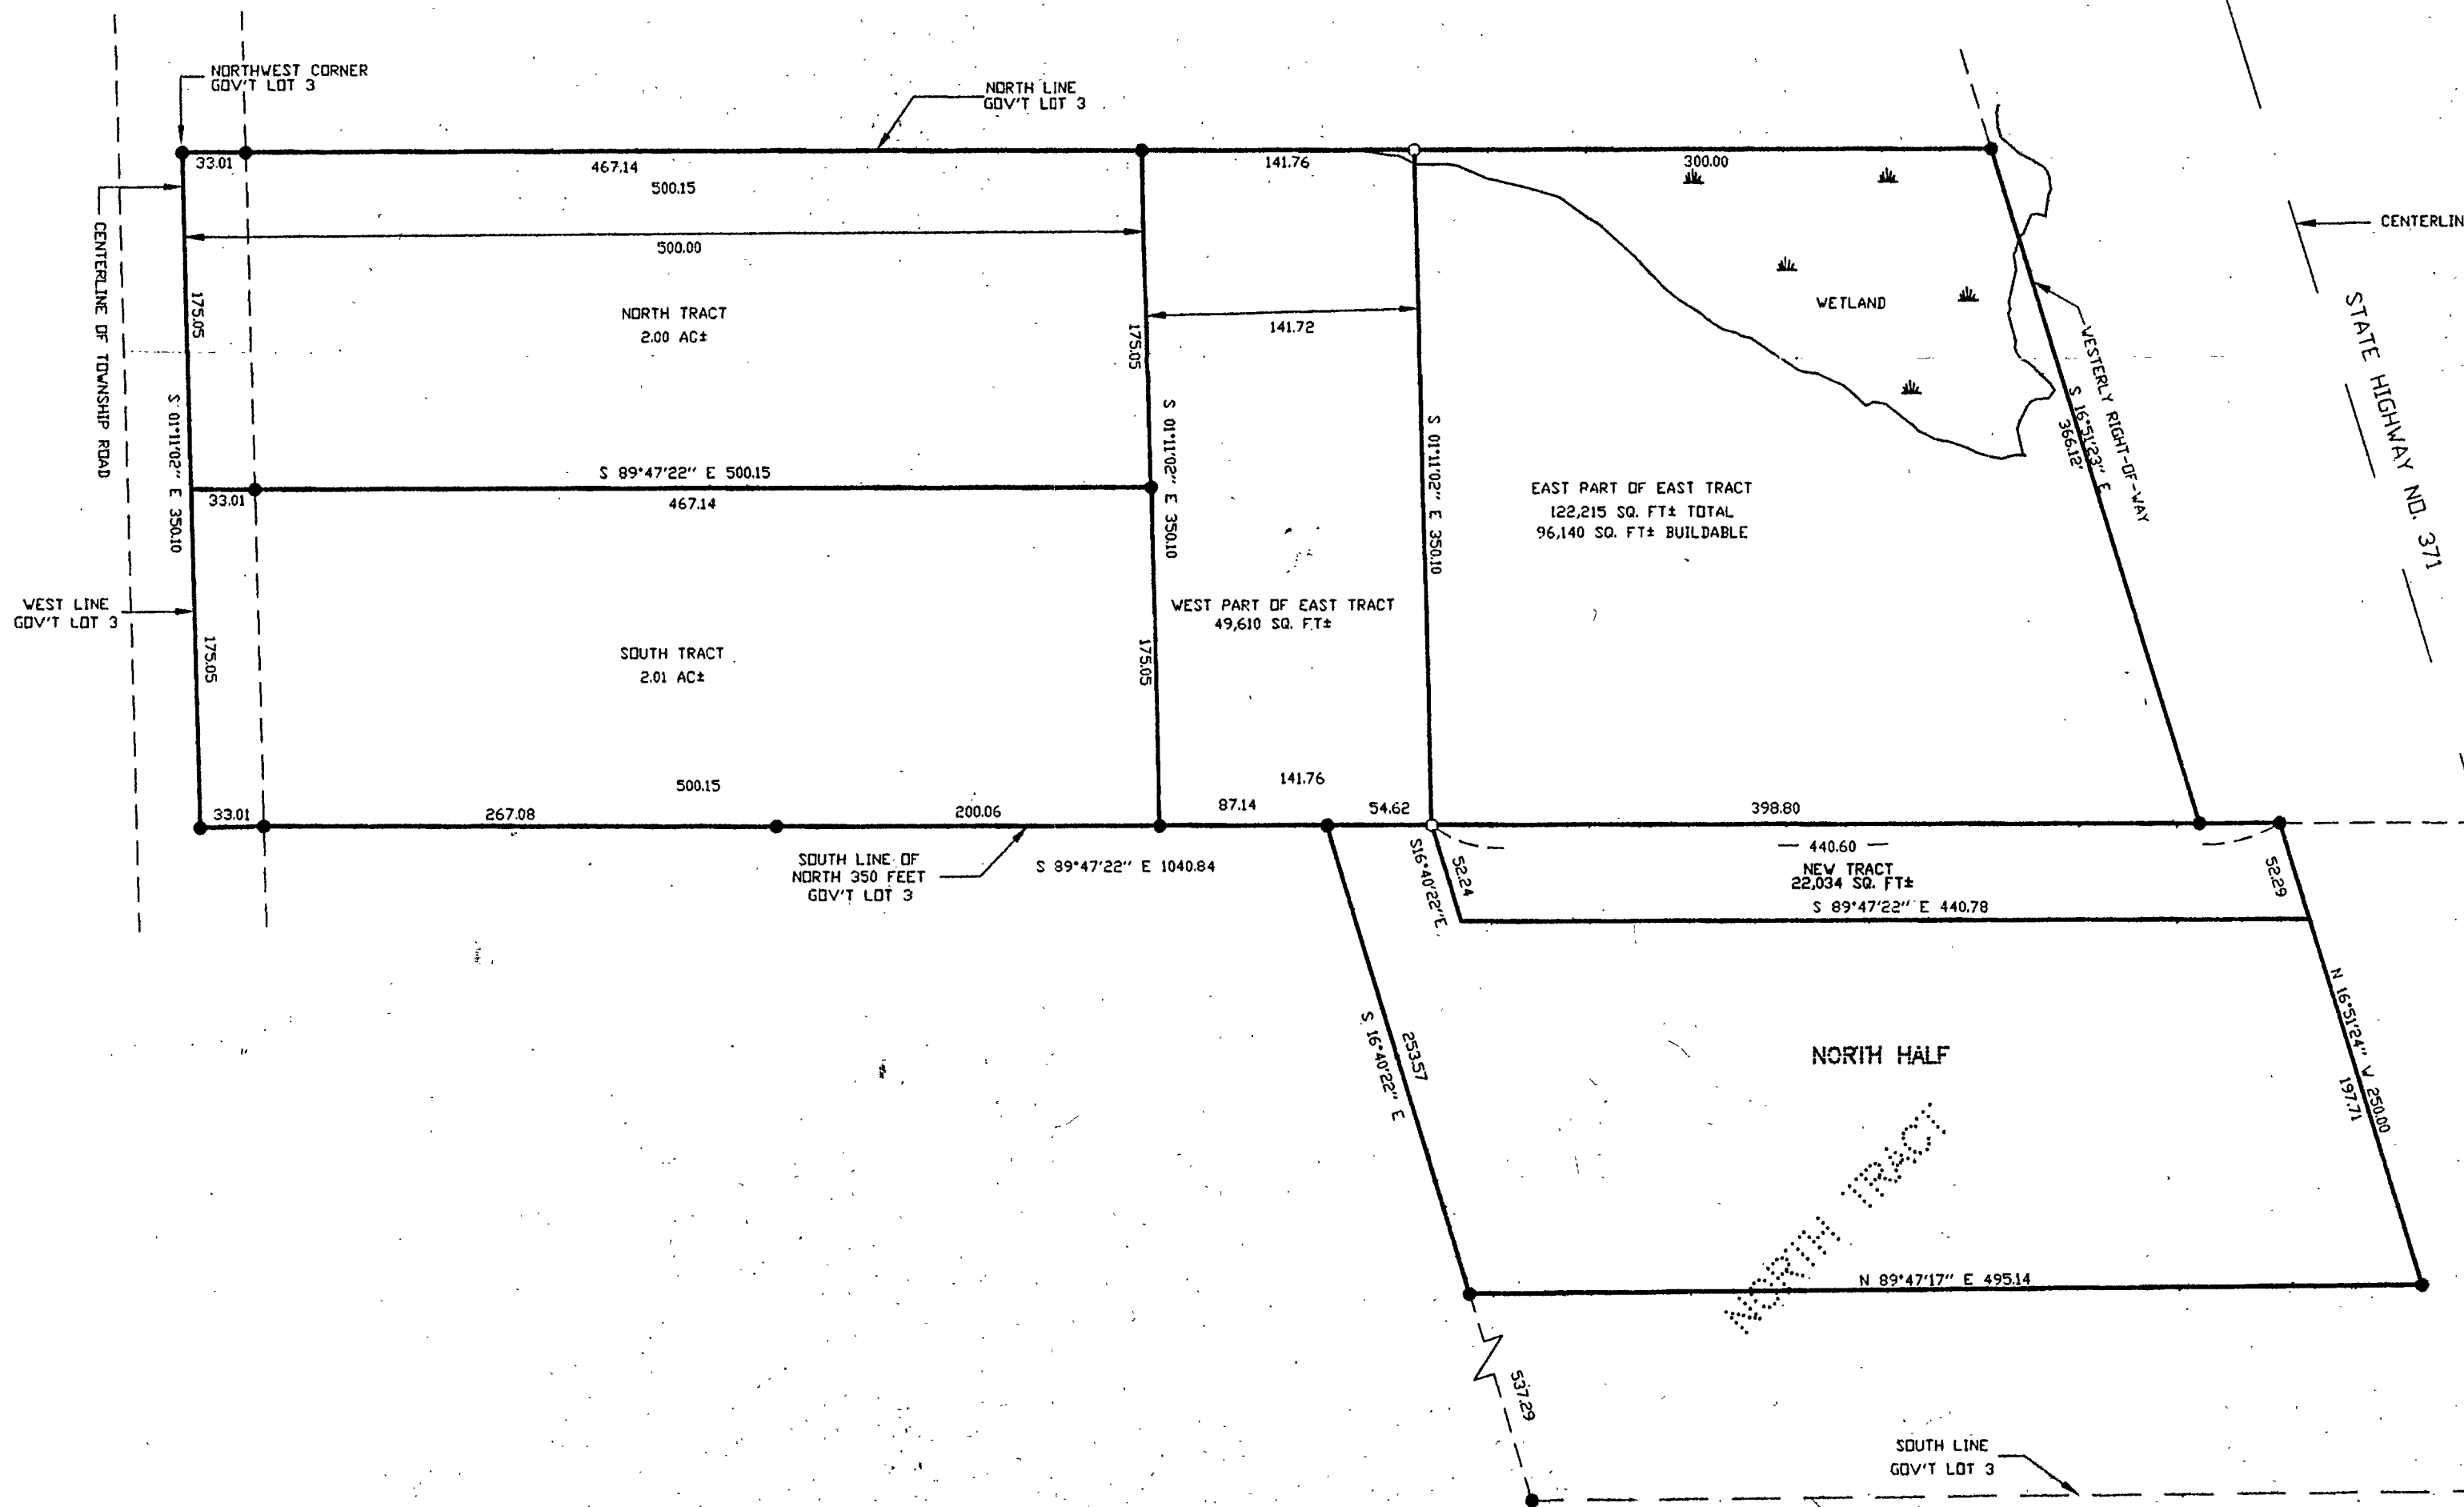 NORTHWEST CORNER
GOV'T LOT 3
NORTH LINE
GOV'T LOT 3
33.01
467.14
500.15
141.76
300.00
500.00
CENTERLINE OF TOWNSHIP ROAD
175.05
NORTH TRACT
2.00 AC±
175.05
141.72
WETLAND
CENTERLIN
STATE HIGHWAY NO. 371
WESTERLY RIGHT-OF-WAY
S 16°51'23" E
366.12'
S 01°11'02" E 350.10
S 01°11'02" E 350.10
S 01°11'02" E 350.10
S 89°47'22" E 500.15
33.01
467.14
EAST PART OF EAST TRACT
122,215 SQ. FT± TOTAL
96,140 SQ. FT± BUILDABLE
WEST LINE
GOV'T LOT 3
175.05
SOUTH TRACT
2.01 AC±
175.05
WEST PART OF EAST TRACT
49,610 SQ. FT±
500.15
141.76
33.01
267.08
200.06
87.14
54.62
398.80
SOUTH LINE OF
NORTH 350 FEET
GOV'T LOT 3
S 89°47'22" E 1040.84
S16°40'22"E
52.24
440.60
NEW TRACT
22,034 SQ. FT±
S 89°47'22" E 440.78
52.29
S 16°40'22" E
253.57
NORTH HALF
N 16°51'24" W 250.00
197.71
NORTH TRACT
N 89°47'17" E 495.14
537.29
SOUTH LINE
GOV'T LOT 3